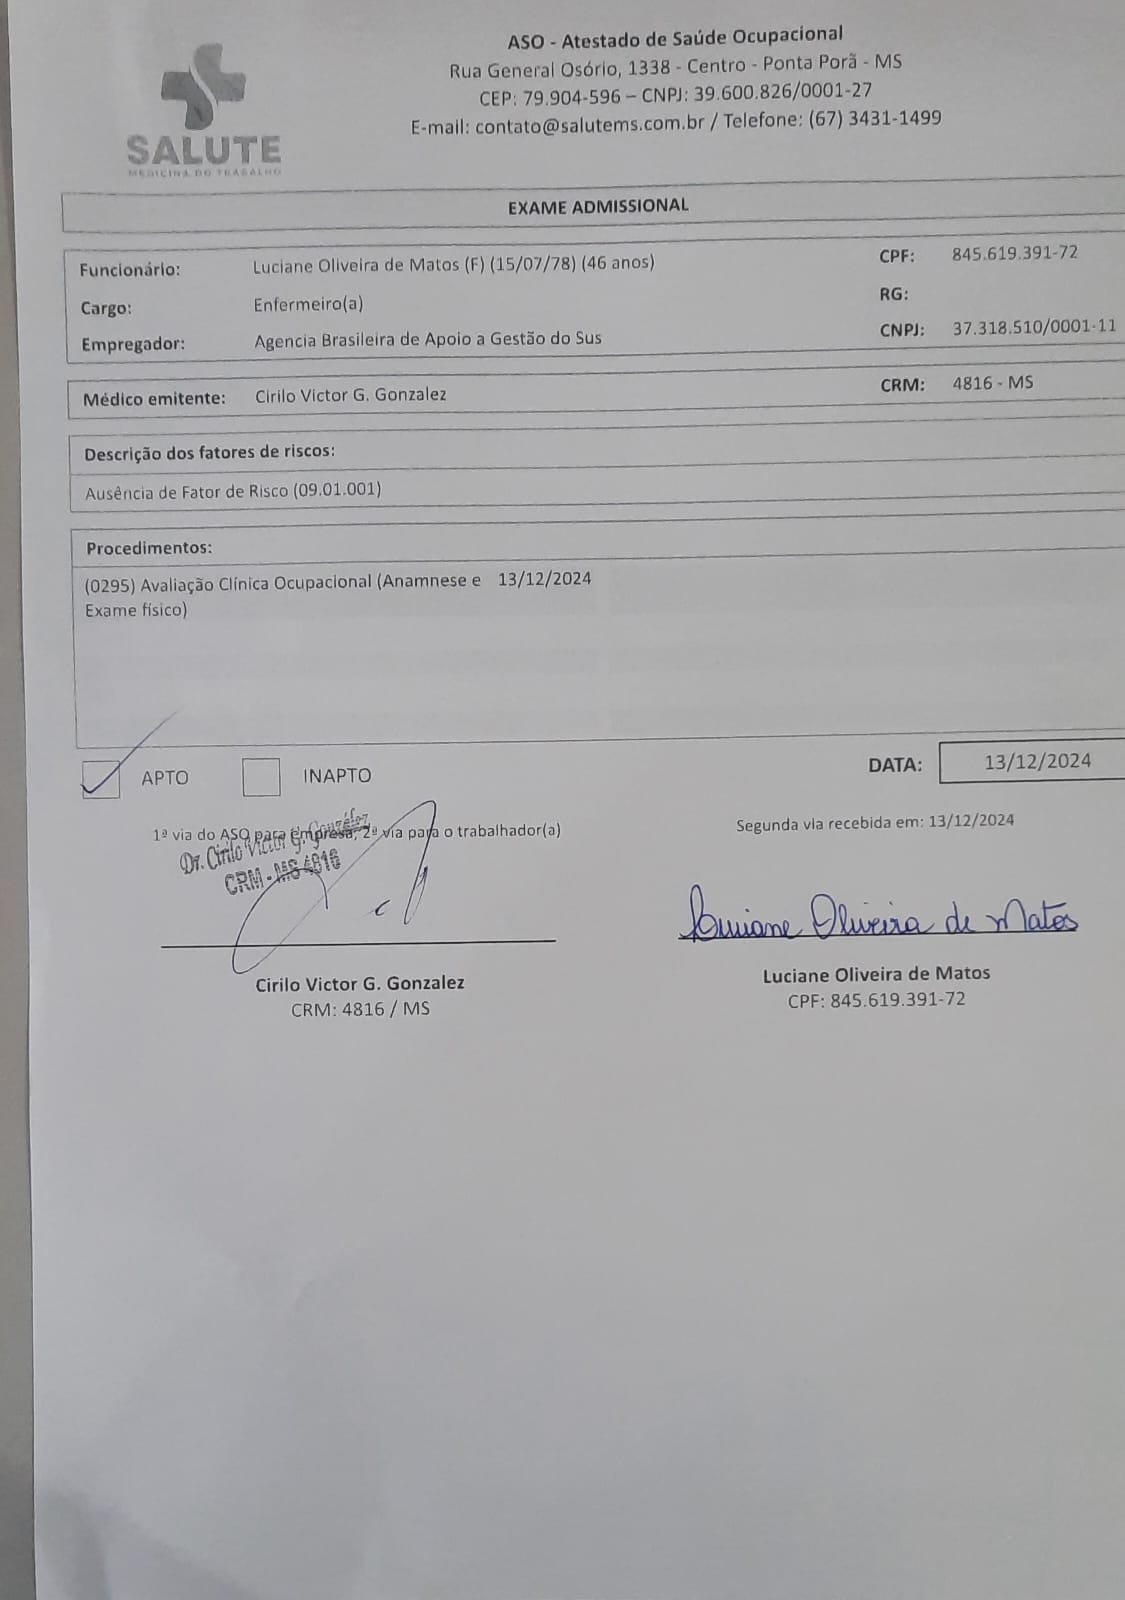 SALUTE
MEDICINA DO TRABALHO
ASO - Atestado de Saúde Ocupacional
Rua General Osório, 1338 - Centro - Ponta Porã - MS
CEP: 79.904-596 – CNPJ: 39.600.826/0001-27
E-mail: contato@salutems.com.br / Telefone: (67) 3431-1499
EXAME ADMISSIONAL
Funcionário: Luciane Oliveira de Matos (F) (15/07/78) (46 anos) CPF: 845.619.391-72
Cargo: Enfermeiro(a) RG:
Empregador: Agencia Brasileira de Apoio a Gestão do Sus CNPJ: 37.318.510/0001-11
Médico emitente: Cirilo Victor G. Gonzalez CRM: 4816 - MS
Descrição dos fatores de riscos:
Ausência de Fator de Risco (09.01.001)
Procedimentos:
(0295) Avaliação Clínica Ocupacional (Anamnese e 13/12/2024
Exame físico)
APTO INAPTO DATA: 13/12/2024
1ª via do ASO para empresa, 2ª via para o trabalhador(a) Segunda via recebida em: 13/12/2024
Dr. Cirilo Victor G. González
CRM - MS 4816
Luciane Oliveira de Matos
Cirilo Victor G. Gonzalez Luciane Oliveira de Matos
CRM: 4816 / MS CPF: 845.619.391-72